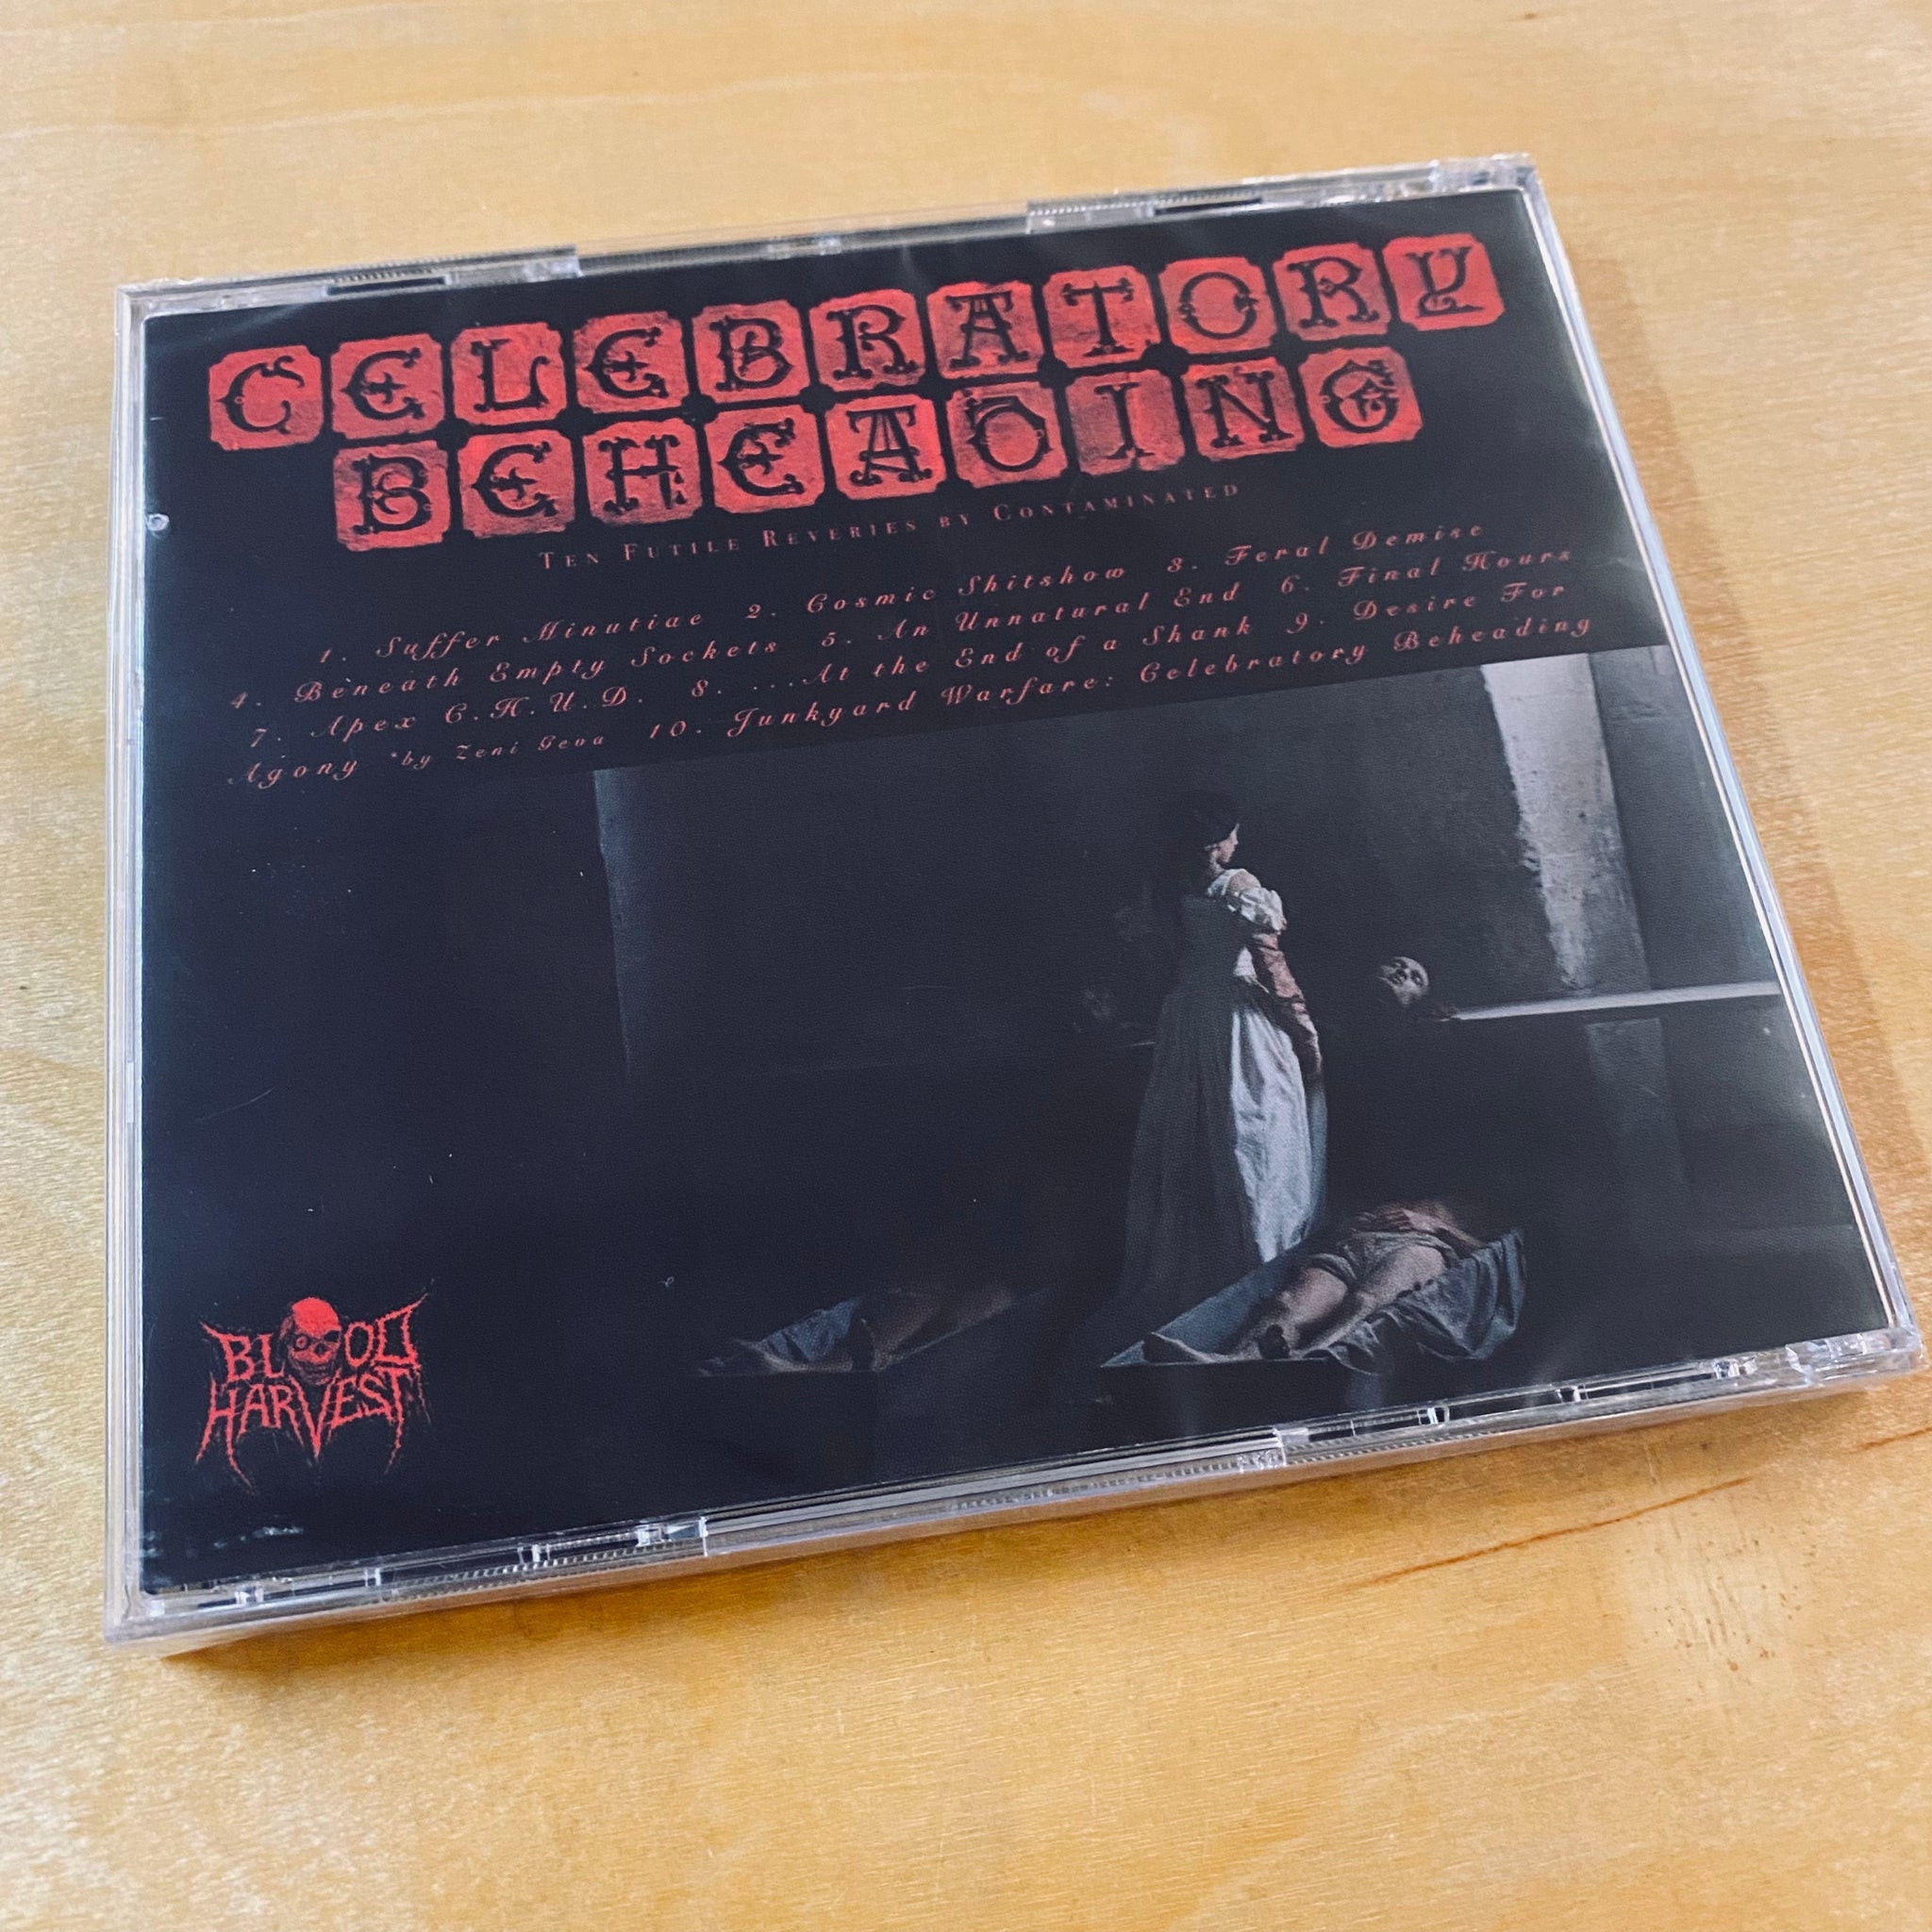 CELEBRATORY
BEHEADING
TEN FUTILE REVERIES BY CONTAMINATED
1. Suffer Minutiae 2. Cosmic Shitshow 3. Feral Demise
4. Beneath Empty Sockets 5. An Unnatural End 6. Final Hours
7. Apex C.H.U.D. 8. ...At the End of a Shank 9. Desire For
Agony *by Zeni Geva 10. Junkyard Warfare: Celebratory Beheading
BLOOD
HARVEST